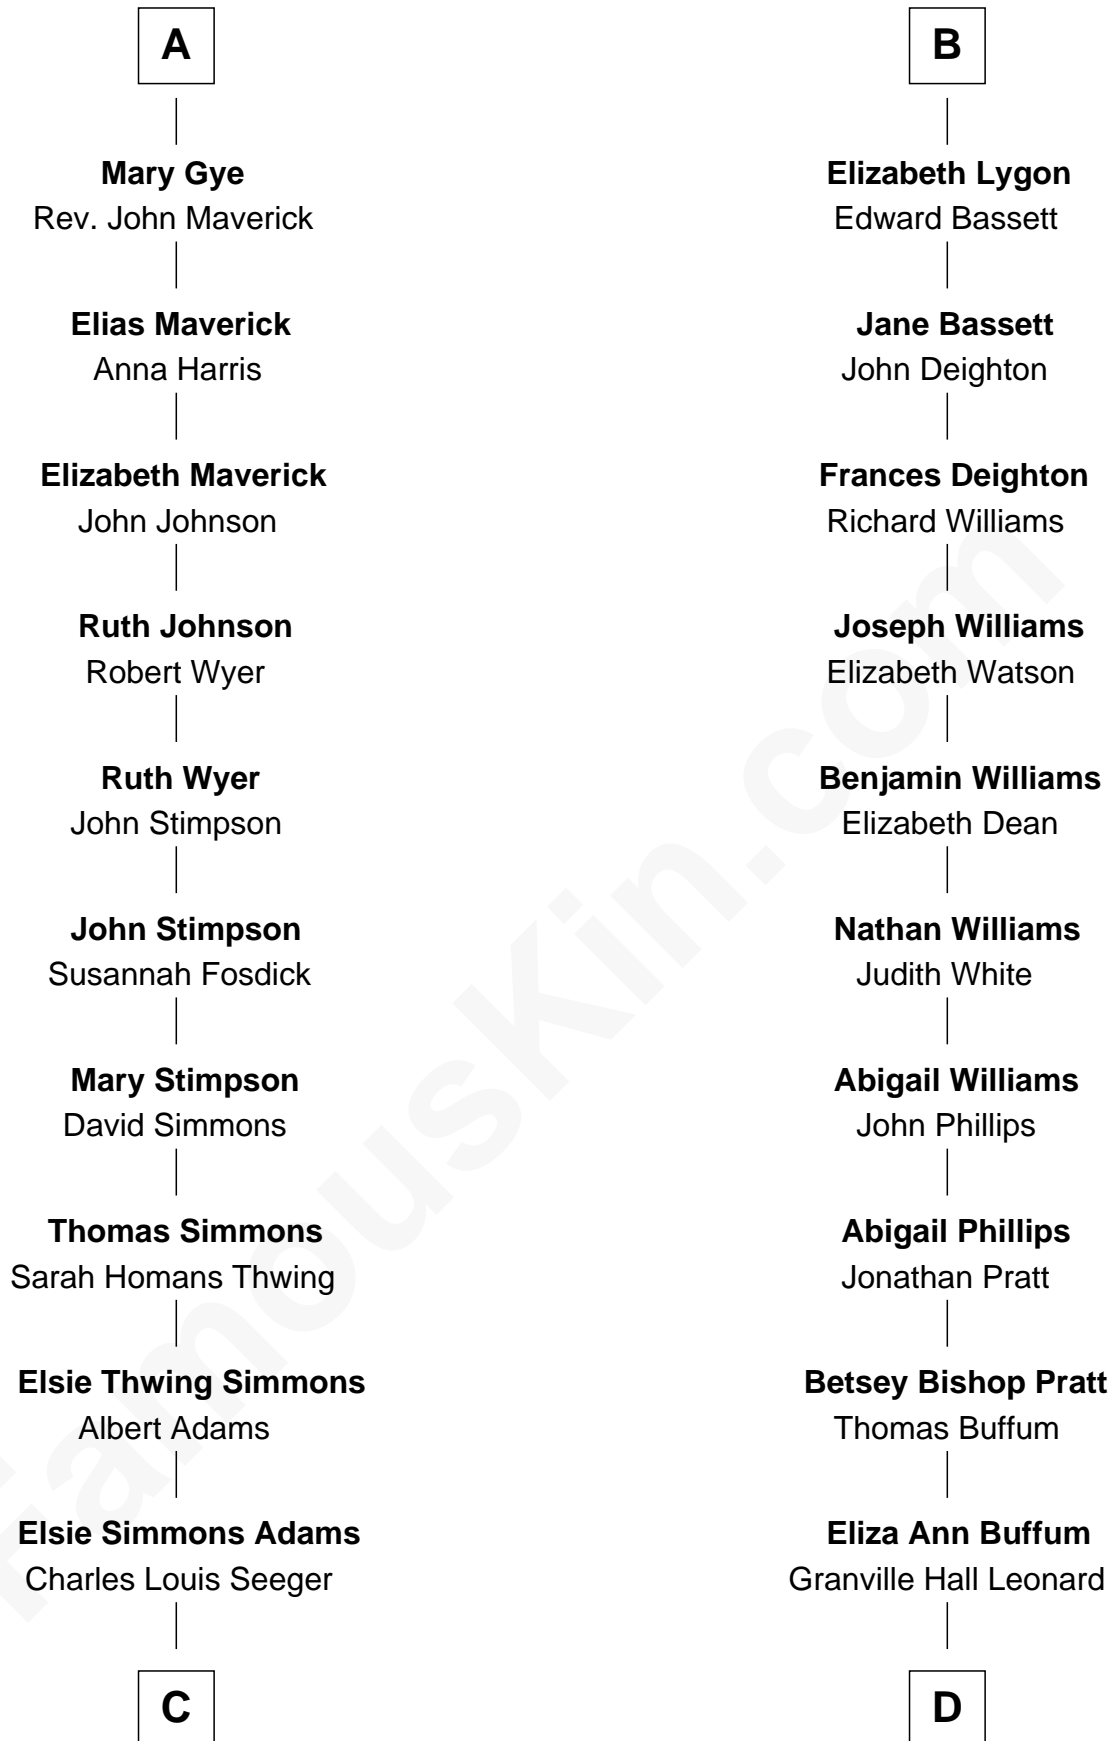 A
Mary Gye
Rev. John Maverick
Elias Maverick
Anna Harris
Elizabeth Maverick
John Johnson
Ruth Johnson
Robert Wyer
Ruth Wyer
John Stimpson
John Stimpson
Susannah Fosdick
Mary Stimpson
David Simmons
Thomas Simmons
Sarah Homans Thwing
Elsie Thwing Simmons
Albert Adams
Elsie Simmons Adams
Charles Louis Seeger
C
B
Elizabeth Lygon
Edward Bassett
Jane Bassett
John Deighton
Frances Deighton
Richard Williams
Joseph Williams
Elizabeth Watson
Benjamin Williams
Elizabeth Dean
Nathan Williams
Judith White
Abigail Williams
John Phillips
Abigail Phillips
Jonathan Pratt
Betsey Bishop Pratt
Thomas Buffum
Eliza Ann Buffum
Granville Hall Leonard
D
FamousKin.com